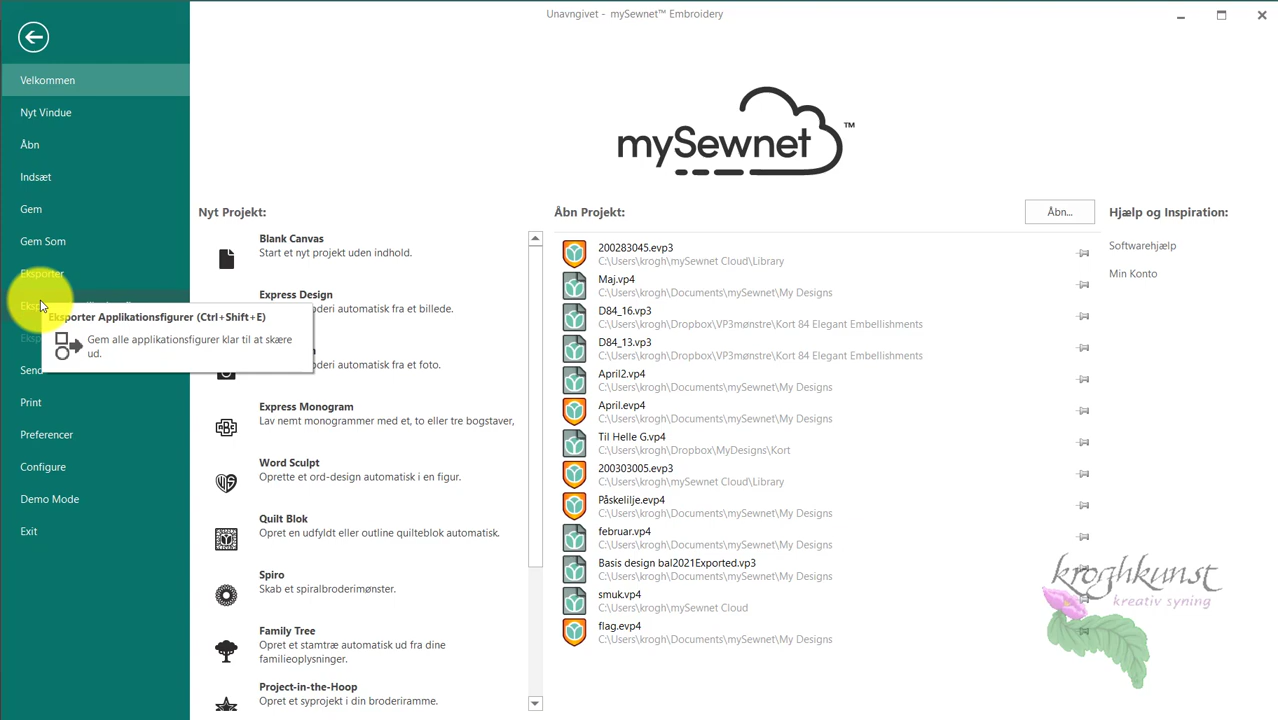 Unavngivet - mySewnet™ Embroidery
Velkommen
Nyt Vindue
Åbn
Indsæt
Gem
Gem Som
Eksporter
Eksporter Applikationsfigurer (Ctrl+Shift+E)
Gem alle applikationsfigurer klar til at skære
ud.
Send
Print
Preferencer
Configure
Demo Mode
Exit
mySewnet™
Nyt Projekt:
Blank Canvas
Start et nyt projekt uden indhold.
Express Design
deri automatisk fra et billede.
deri automatisk fra et foto.
Express Monogram
Lav nemt monogrammer med et, to eller tre bogstaver,
Word Sculpt
Oprette et ord-design automatisk i en figur.
Quilt Blok
Opret en udfyldt eller outline quilteblok automatisk.
Spiro
Skab et spiralbroderimønster.
Family Tree
Opret et stamtræ automatisk ud fra dine
familieoplysninger.
Project-in-the-Hoop
Opret et syprojekt i din broderiramme.
Åbn Projekt:
Åbn...
200283045.evp3
C:\Users\krogh\mySewnet Cloud\Library
Maj.vp4
C:\Users\krogh\Documents\mySewnet\My Designs
D84_16.vp3
C:\Users\krogh\Dropbox\VP3mønstre\Kort 84 Elegant Embellishments
D84_13.vp3
C:\Users\krogh\Dropbox\VP3mønstre\Kort 84 Elegant Embellishments
April2.vp4
C:\Users\krogh\Documents\mySewnet\My Designs
April.evp4
C:\Users\krogh\Documents\mySewnet\My Designs
Til Helle G.vp4
C:\Users\krogh\Dropbox\MyDesigns\Kort
200303005.evp3
C:\Users\krogh\mySewnet Cloud\Library
Påskelilje.evp4
C:\Users\krogh\Documents\mySewnet\My Designs
februar.vp4
C:\Users\krogh\Documents\mySewnet\My Designs
Basis design bal2021Exported.vp3
C:\Users\krogh\Documents\mySewnet\My Designs
smuk.vp4
C:\Users\krogh\mySewnet Cloud
flag.evp4
C:\Users\krogh\Documents\mySewnet\My Designs
Hjælp og Inspiration:
Softwarehjælp
Min Konto
kroghkunst
kreativ syning